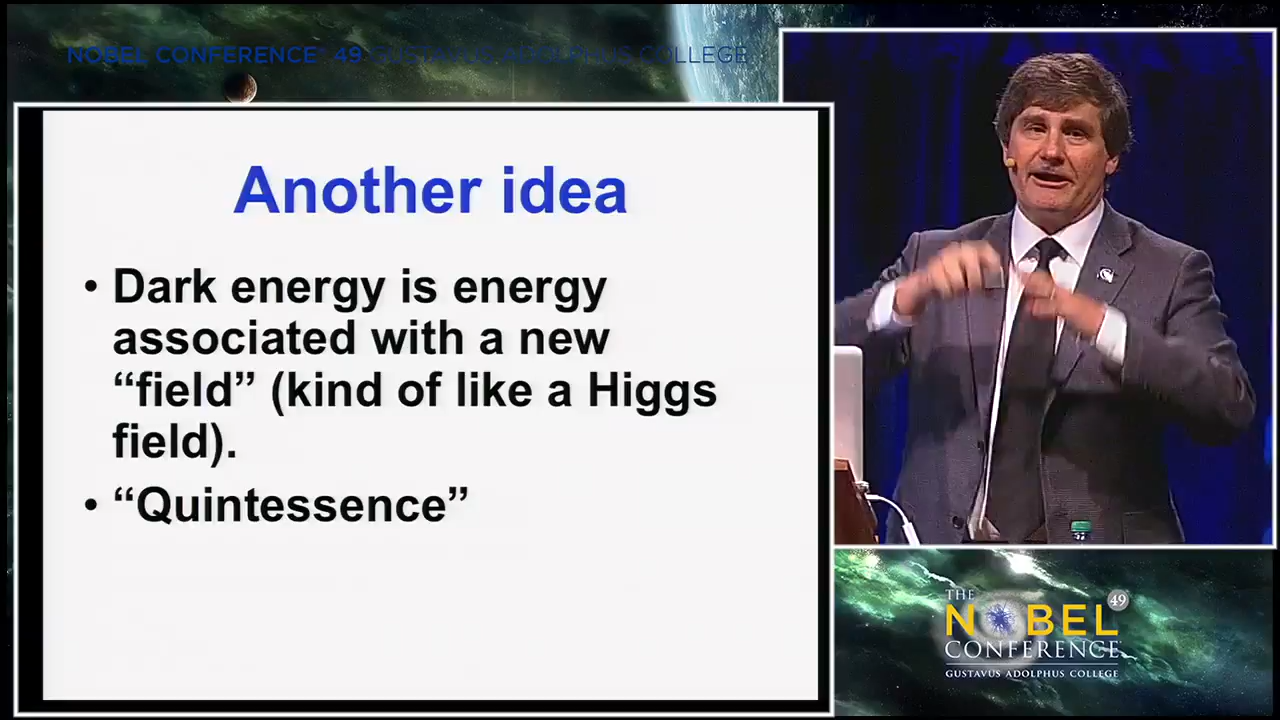 NOBEL CONFERENCE® 49 GUSTAVUS ADOLPHUS COLLEGE
Another idea
• Dark energy is energy
associated with a new
“field” (kind of like a Higgs
field).
• “Quintessence”
THE
NOBEL 49
CONFERENCE
GUSTAVUS ADOLPHUS COLLEGE